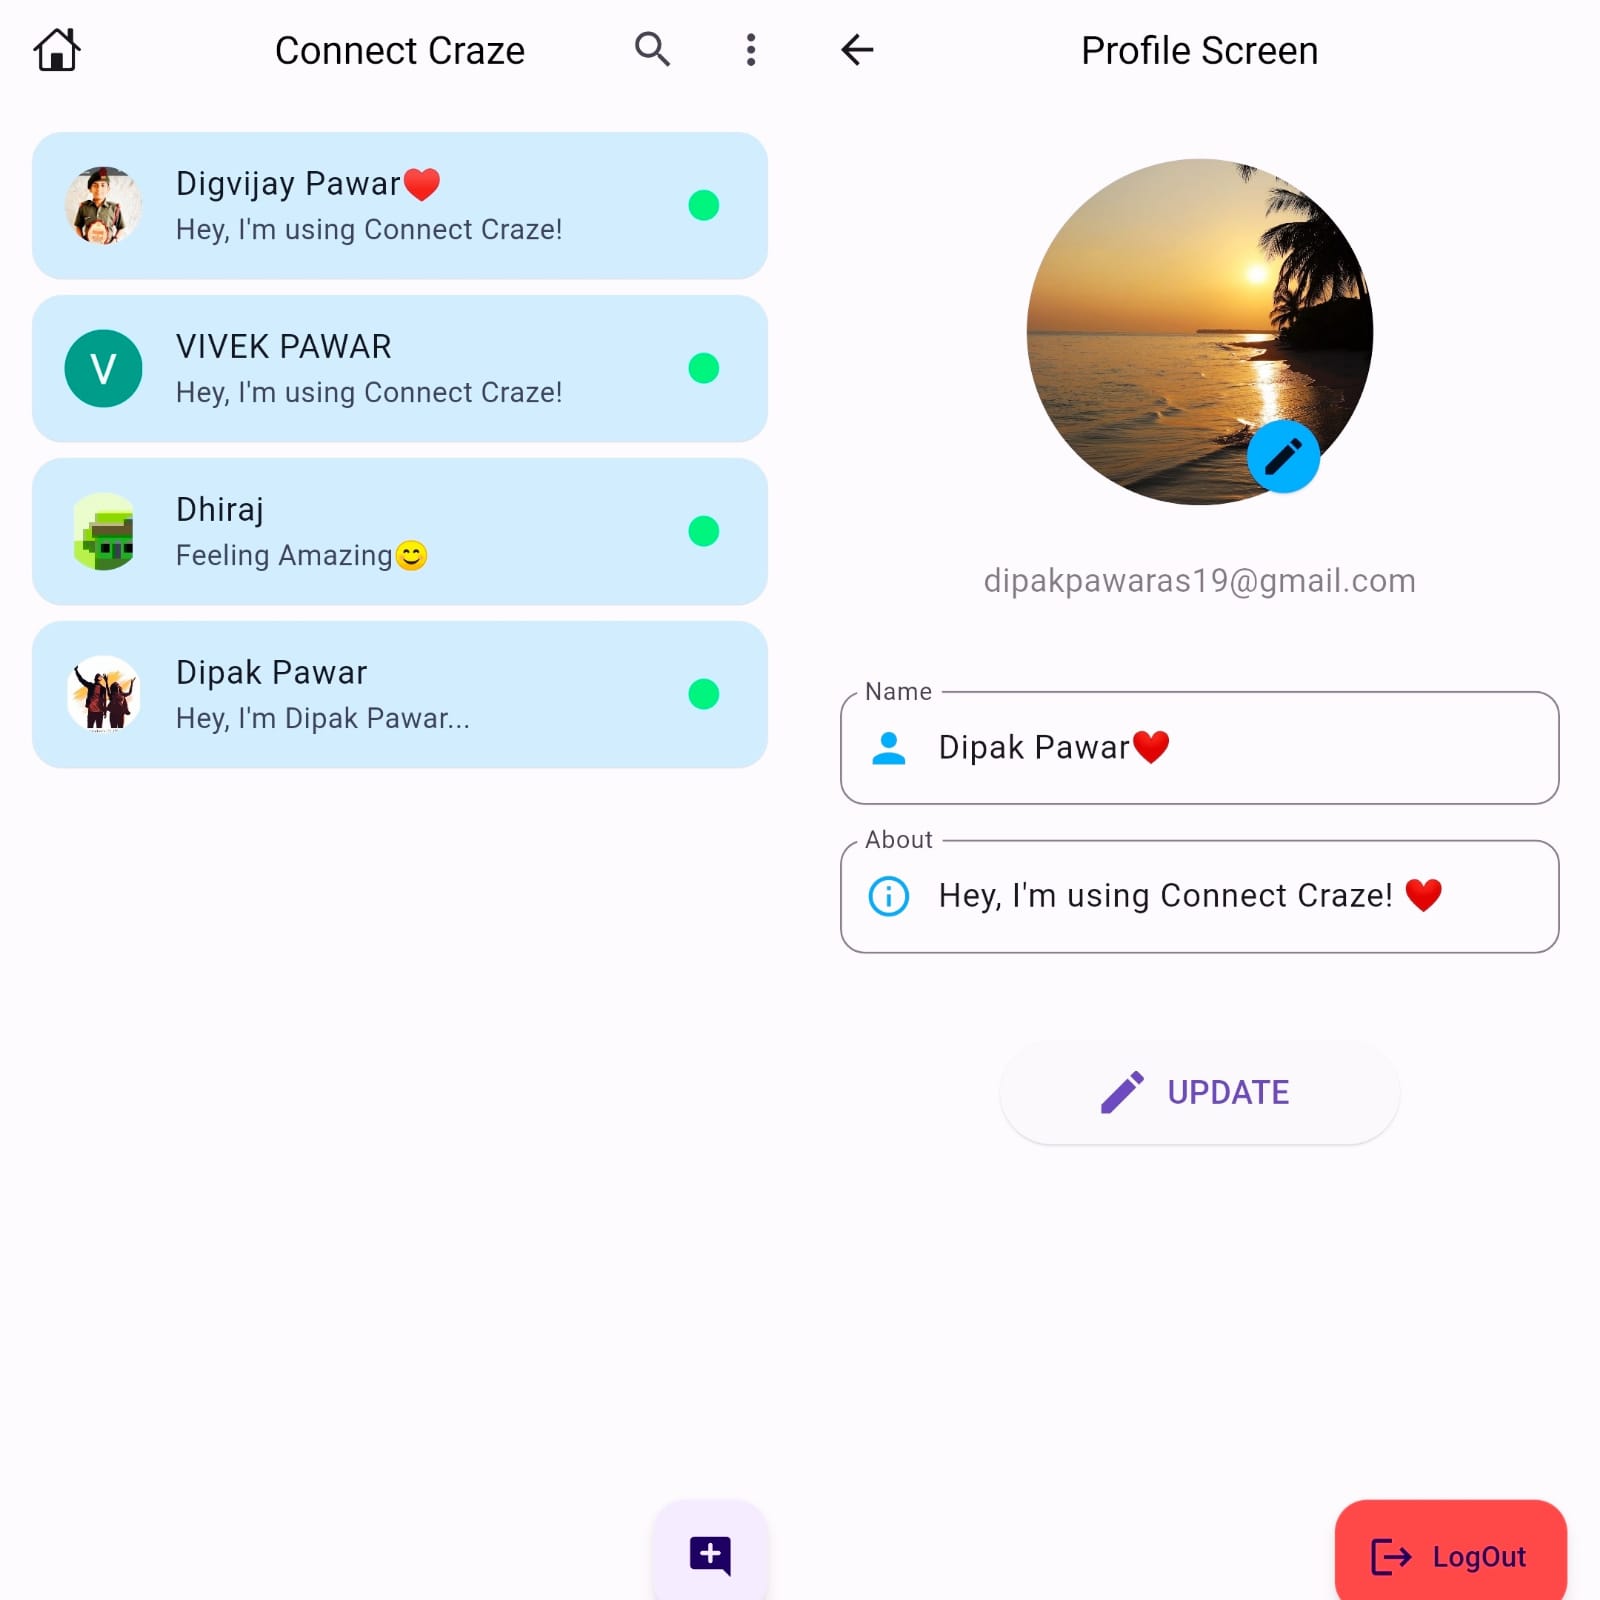 Connect Craze
Digvijay Pawar❤️
Hey, I'm using Connect Craze!
V
VIVEK PAWAR
Hey, I'm using Connect Craze!
Dhiraj
Feeling Amazing😊
Dipak Pawar
Hey, I'm Dipak Pawar...
Profile Screen
dipakpawaras19@gmail.com
Name
Dipak Pawar❤️
About
Hey, I'm using Connect Craze! ❤️
UPDATE
LogOut